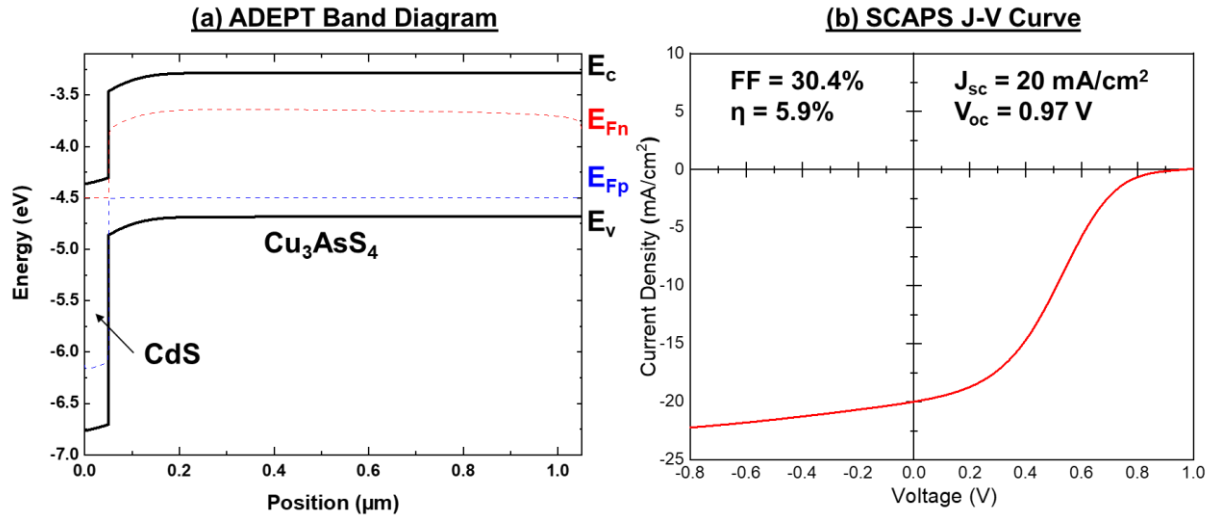 (a) ADEPT Band Diagram
E_c
E_Fn
E_Fp
E_v
Cu₃AsS₄
CdS
Energy (eV)
-3.5
-4.0
-4.5
-5.0
-5.5
-6.0
-6.5
-7.0
0.0 0.2 0.4 0.6 0.8 1.0
Position (µm)
(b) SCAPS J-V Curve
FF = 30.4%
η = 5.9%
J_sc = 20 mA/cm²
V_oc = 0.97 V
Current Density (mA/cm²)
10
5
0
-5
-10
-15
-20
-25
-0.8 -0.6 -0.4 -0.2 0.0 0.2 0.4 0.6 0.8 1.0
Voltage (V)